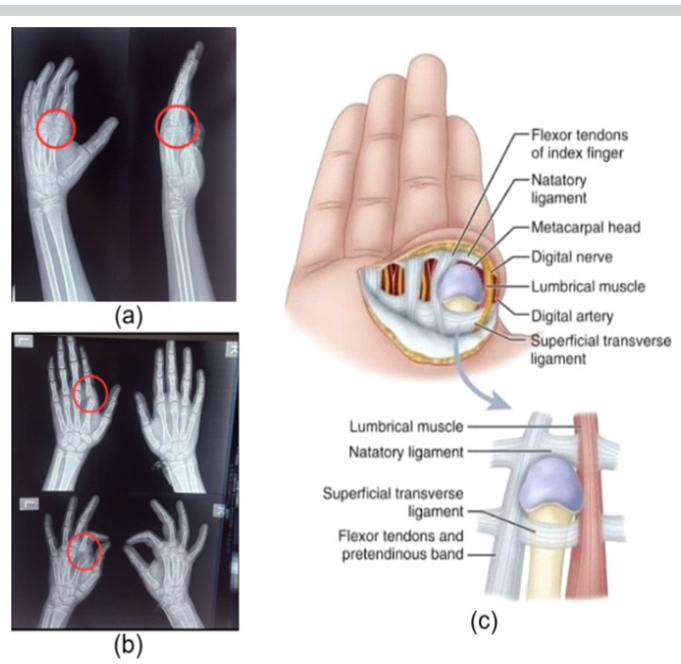 Flexor tendons
of index finger
Natatory
ligament
Metacarpal head
Digital nerve
Lumbrical muscle
Digital artery
Superficial transverse
ligament
(a)
L
R
Lumbrical muscle
Natatory ligament
Superficial transverse
ligament
Flexor tendons and
pretendinous band
L
R
(b)
(c)